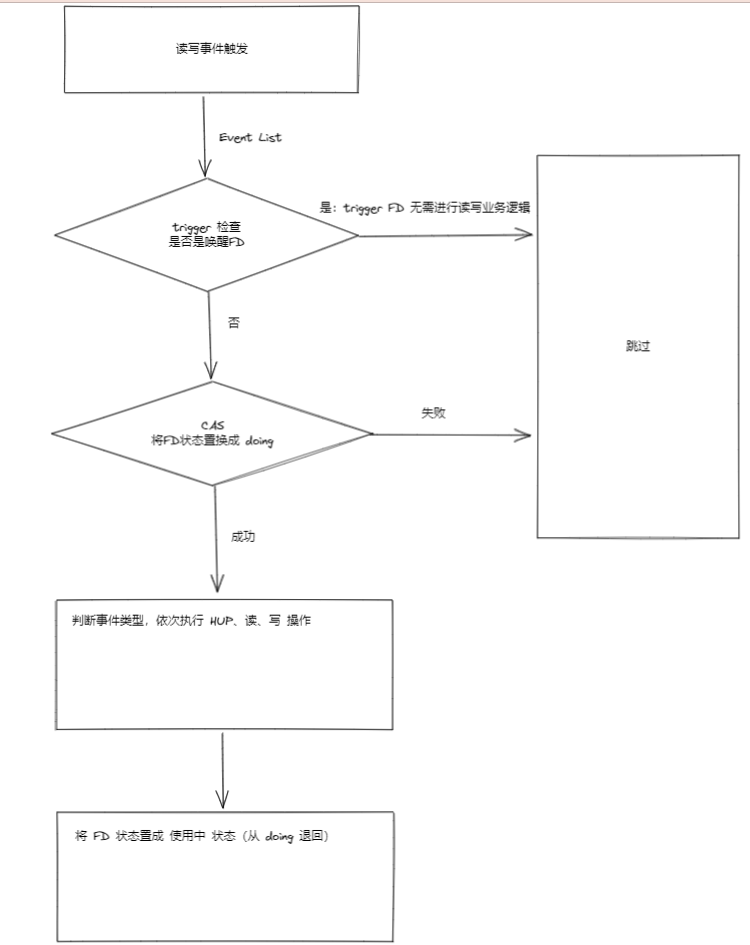 读写事件触发
Event List
是：trigger FD 无需进行读写业务逻辑
trigger 检查
是否是唤醒FD
否
跳过
失败
CAS
将FD状态置换成 doing
成功
判断事件类型，依次执行 HUP、读、写 操作
将 FD 状态置成 使用中 状态（从 doing 退回）